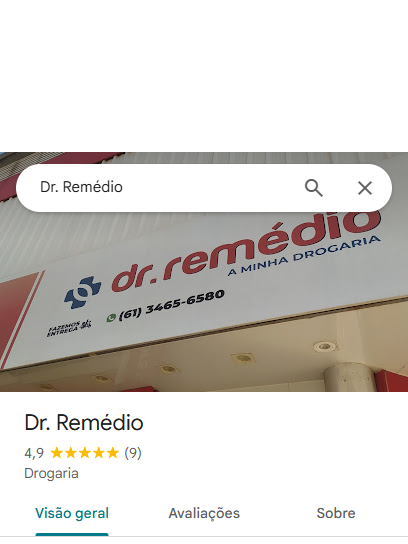 Dr. Remédio
dr.remédio
A MINHA DROGARIA
(61) 3465-6580
FAZEMOS
ENTREGA
Dr. Remédio
4,9 (9)
Drogaria
Visão geral Avaliações Sobre